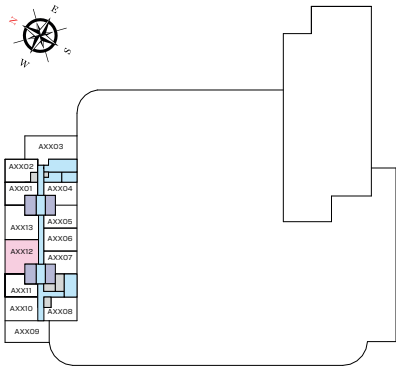 N
E
S
W
AXX03
AXX02
AXX01 AXX04
AXX13 AXX05
AXX06
AXX12 AXX07
AXX11
AXX10 AXX08
AXX09